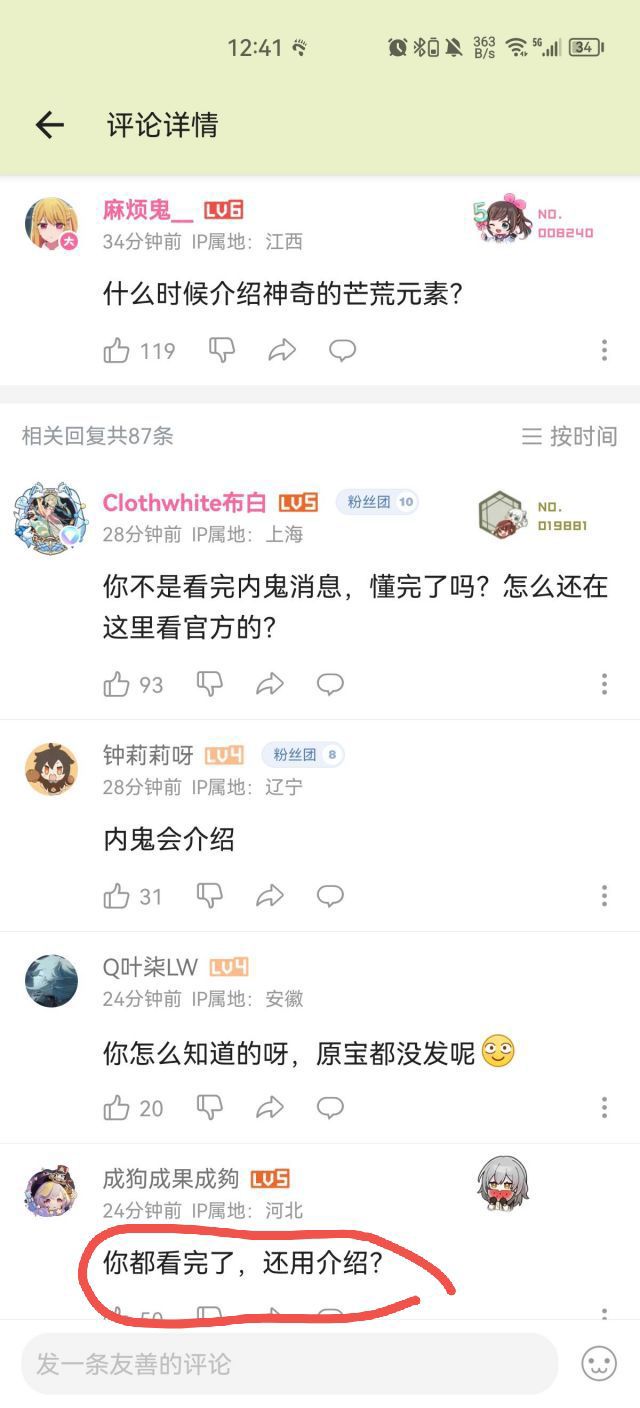 12:41
363
B/s
5G
34
评论详情
麻烦鬼__ LV6
大
5
NO.
008240
34分钟前 IP属地：江西
什么时候介绍神奇的芒荒元素?
119
相关回复共87条
按时间
Clothwhite布白 LV5 粉丝团 10
NO.
019881
28分钟前 IP属地：上海
你不是看完内鬼消息，懂完了吗？怎么还在
这里看官方的?
93
钟莉莉呀 LV4 粉丝团 8
28分钟前 IP属地：辽宁
内鬼会介绍
31
Q叶柒LW LV4
24分钟前 IP属地：安徽
你怎么知道的呀，原宝都没发呢
20
成狗成果成夠 LV5
24分钟前 IP属地：河北
你都看完了，还用介绍?
50
发一条友善的评论